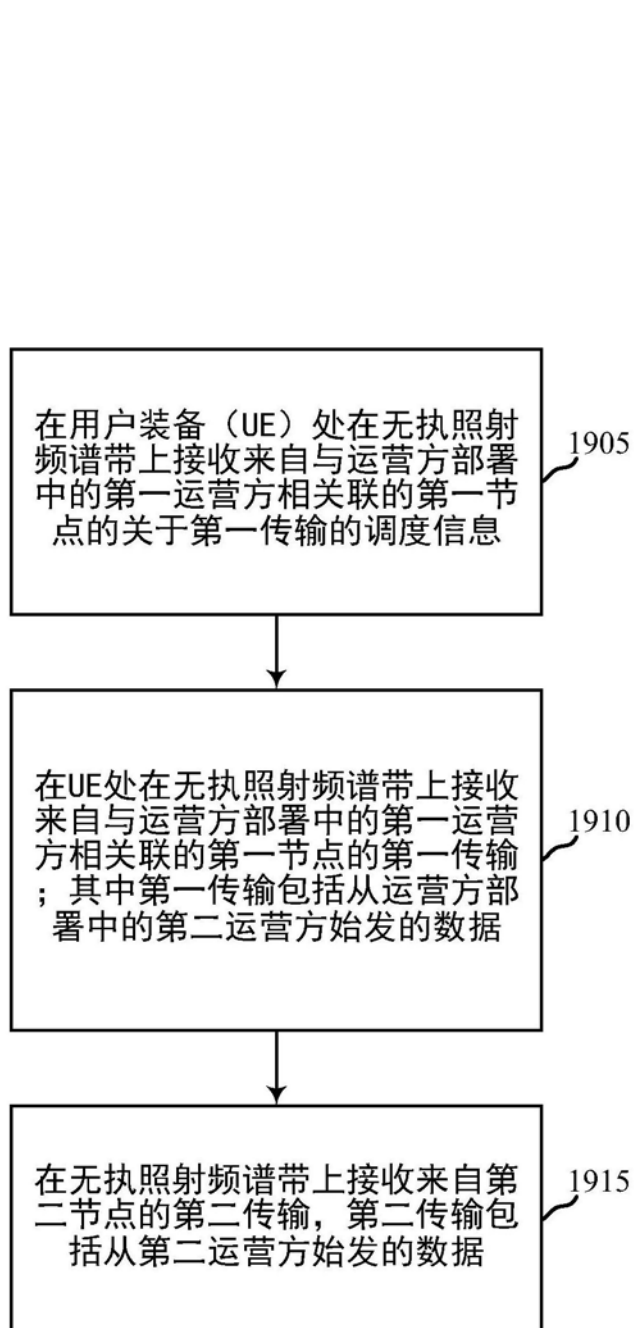 在用户装备（UE）处在无执照射
频谱带上接收来自与运营方部署
中的第一运营方相关联的第一节
点的关于第一传输的调度信息
1905
在UE处在无执照射频谱带上接收
来自与运营方部署中的第一运营
方相关联的第一节点的第一传输
；其中第一传输包括从运营方部
署中的第二运营方始发的数据
1910
在无执照射频谱带上接收来自第
二节点的第二传输，第二传输包
括从第二运营方始发的数据
1915